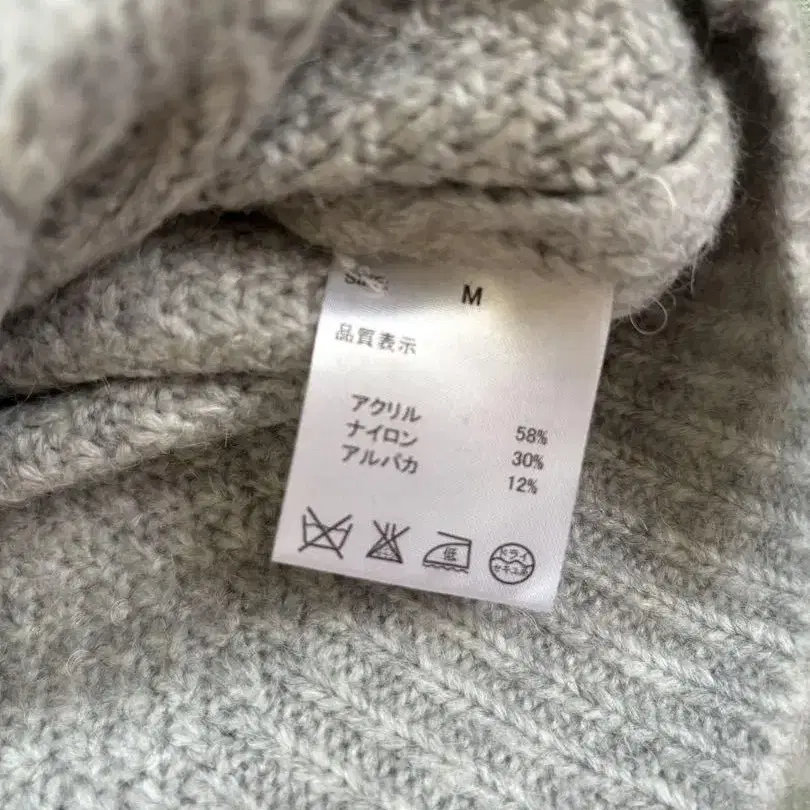 Size M
品質表示
アクリル 58%
ナイロン 30%
アルパカ 12%
低
ドライ
セキユ系